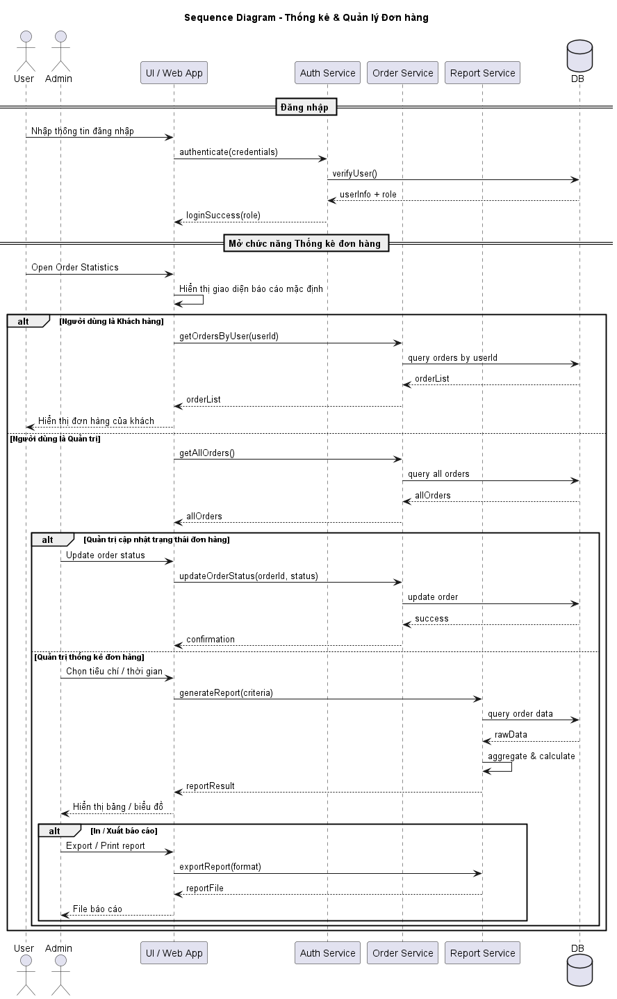 Sequence Diagram - Thống kê & Quản lý Đơn hàng
User
Admin
UI / Web App
Auth Service
Order Service
Report Service
DB
Đăng nhập
Nhập thông tin đăng nhập
authenticate(credentials)
verifyUser()
userInfo + role
loginSuccess(role)
Mở chức năng Thống kê đơn hàng
Open Order Statistics
Hiển thị giao diện báo cáo mặc định
alt [Người dùng là Khách hàng]
getOrdersByUser(userId)
query orders by userId
orderList
orderList
Hiển thị đơn hàng của khách
[Người dùng là Quản trị]
getAllOrders()
query all orders
allOrders
allOrders
alt [Quản trị cập nhật trạng thái đơn hàng]
Update order status
updateOrderStatus(orderId, status)
update order
success
confirmation
[Quản trị thống kê đơn hàng]
Chọn tiêu chí / thời gian
generateReport(criteria)
query order data
rawData
aggregate & calculate
reportResult
Hiển thị bảng / biểu đồ
alt [In / Xuất báo cáo]
Export / Print report
exportReport(format)
reportFile
File báo cáo
User
Admin
UI / Web App
Auth Service
Order Service
Report Service
DB